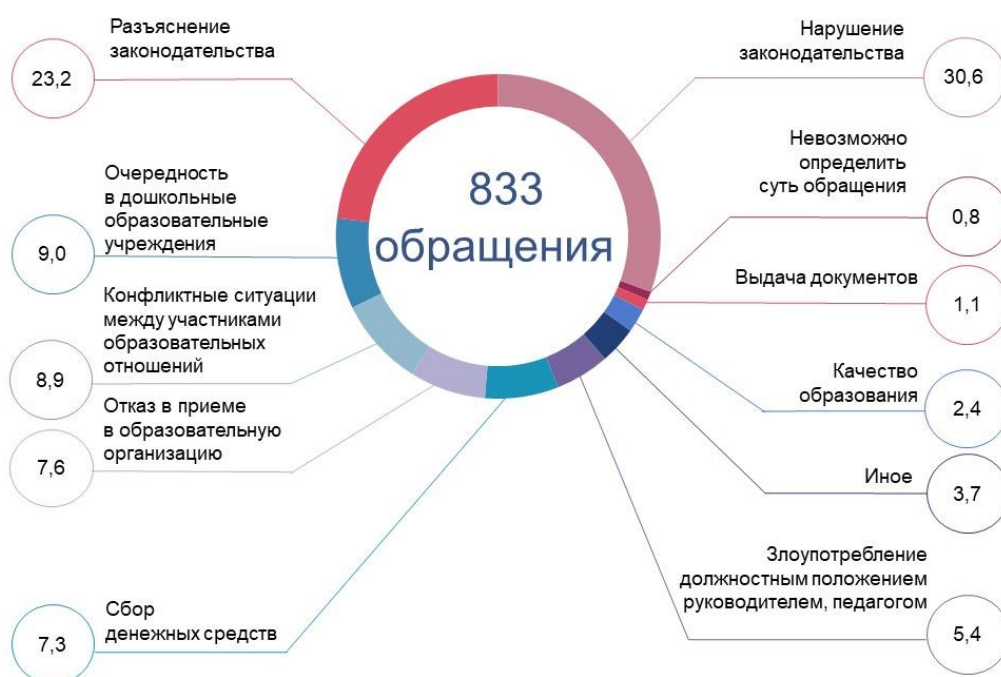 Разъяснение
законодательства
23,2
Очередность
в дошкольные
образовательные
учреждения
9,0
Конфликтные ситуации
между участниками
образовательных
отношений
8,9
Отказ в приеме
в образовательную
организацию
7,6
Сбор
денежных средств
7,3
833
обращения
Нарушение
законодательства
30,6
Невозможно
определить
суть обращения
0,8
Выдача документов
1,1
Качество
образования
2,4
Иное
3,7
Злоупотребление
должностным положением
руководителем, педагогом
5,4